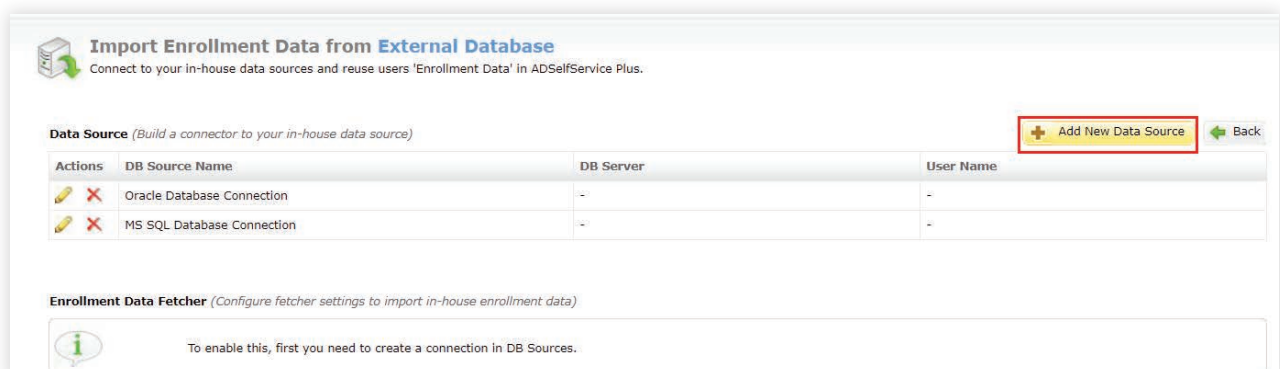 Import Enrollment Data from External Database
Connect to your in-house data sources and reuse users 'Enrollment Data' in ADSelfService Plus.
Data Source (Build a connector to your in-house data source)
Add New Data Source
Back
Actions DB Source Name DB Server User Name
Oracle Database Connection - -
MS SQL Database Connection - -
Enrollment Data Fetcher (Configure fetcher settings to import in-house enrollment data)
To enable this, first you need to create a connection in DB Sources.